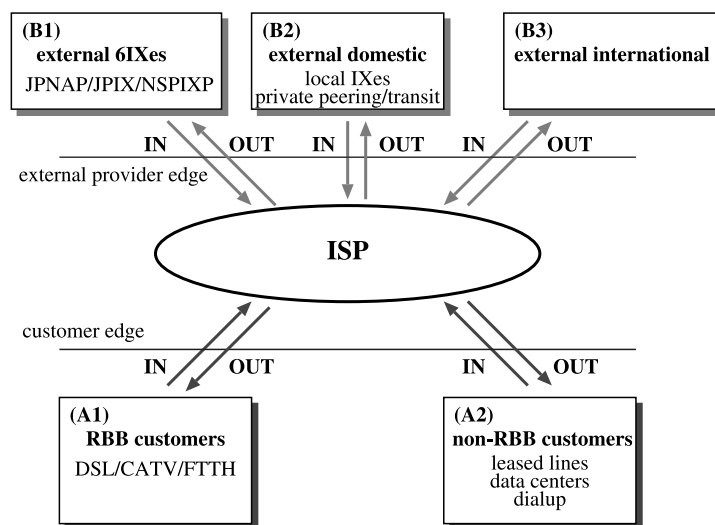 (B1)
external 6IXes
JPNAP/JPIX/NSPIXP
(B2)
external domestic
local IXes
private peering/transit
(B3)
external international
IN OUT IN OUT IN OUT
external provider edge
ISP
customer edge
IN OUT IN OUT
(A1)
RBB customers
DSL/CATV/FTTH
(A2)
non-RBB customers
leased lines
data centers
dialup